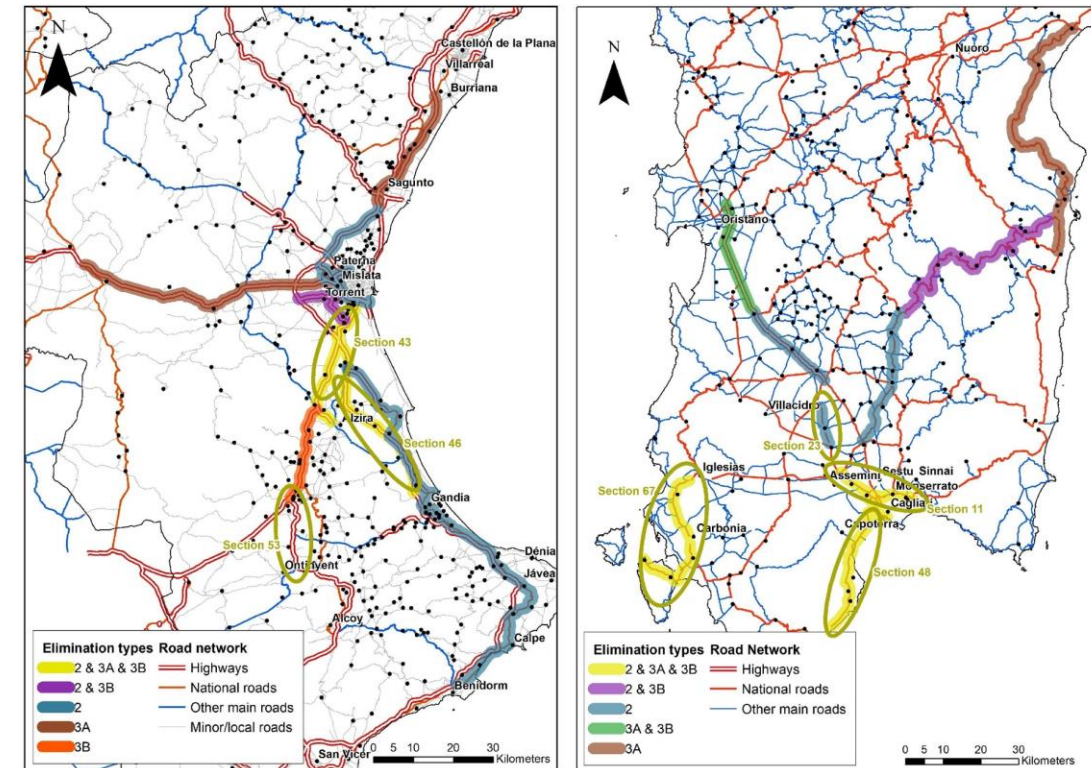 N
Castellón de la Plana
Villarreal
Burriana
Sagunto
Paterna
Mislata
Torrent
Section 43
lzira
Section 46
Gandia
Section 53
Ontinyent
Dénia
Jávea
Alcoy
Calpe
Benidorm
San Vicer
Elimination types Road network
2 & 3A & 3B Highways
2 & 3B National roads
2 Other main roads
3A Minor/local roads
3B
0 5 10 20 30
Kilometers
N
Nuoro
Oristano
Villacidro
Section 23
Iglesias
Assemini
Sestu Sinnai
Monserrato
Section 67
Caglia
Section 11
Capoterra
Carbonia
Section 48
Elimination types Road Network
2 & 3A & 3B Highways
2 & 3B National roads
2 Other main roads
3A & 3B
3A
0 5 10 20 30
Kilometers